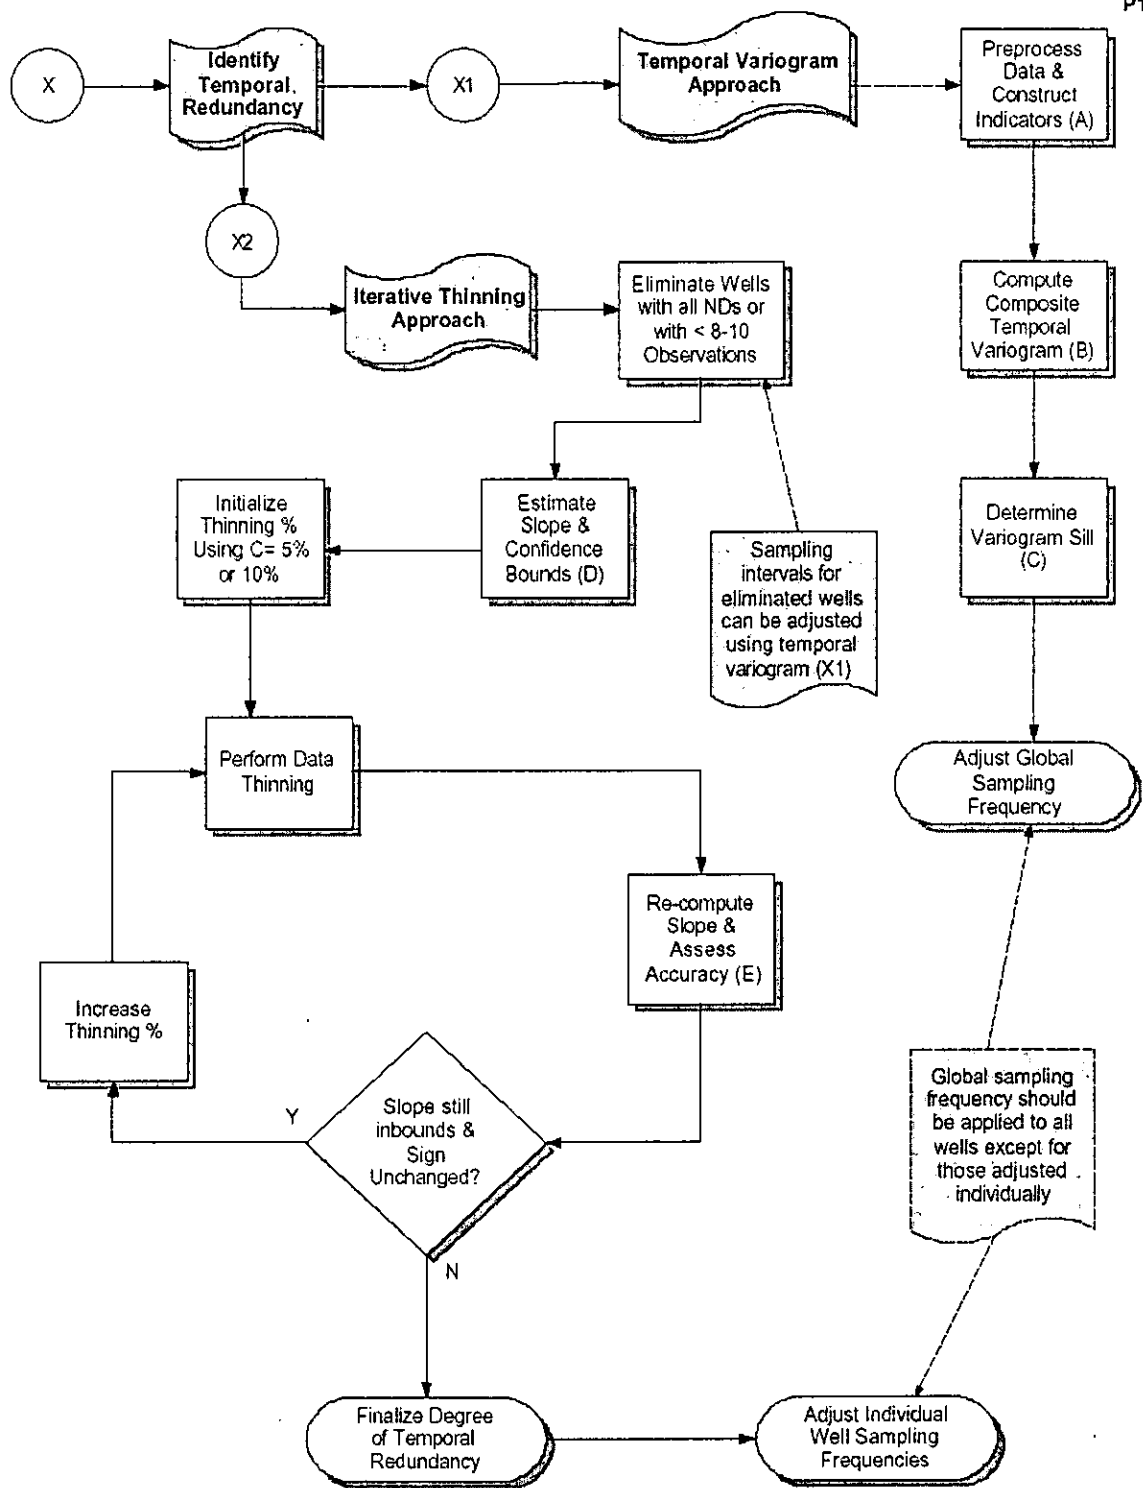 X
Identify
Temporal
Redundancy
X1
Temporal Variogram
Approach
Preprocess
Data &
Construct
Indicators (A)
X2
Iterative Thinning
Approach
Eliminate Wells
with all NDs or
with < 8-10
Observations
Compute
Composite
Temporal
Variogram (B)
Initialize
Thinning %
Using C= 5%
or 10%
Estimate
Slope &
Confidence
Bounds (D)
Sampling
intervals for
eliminated wells
can be adjusted
using temporal
variogram (X1)
Determine
Variogram Sill
(C)
Perform Data
Thinning
Adjust Global
Sampling
Frequency
Re-compute
Slope &
Assess
Accuracy (E)
Increase
Thinning %
Y
Slope still
inbounds &
Sign
Unchanged?
N
Global sampling
frequency should
be applied to all
wells except for
those adjusted
individually
Finalize Degree
of Temporal
Redundancy
Adjust Individual
Well Sampling
Frequencies